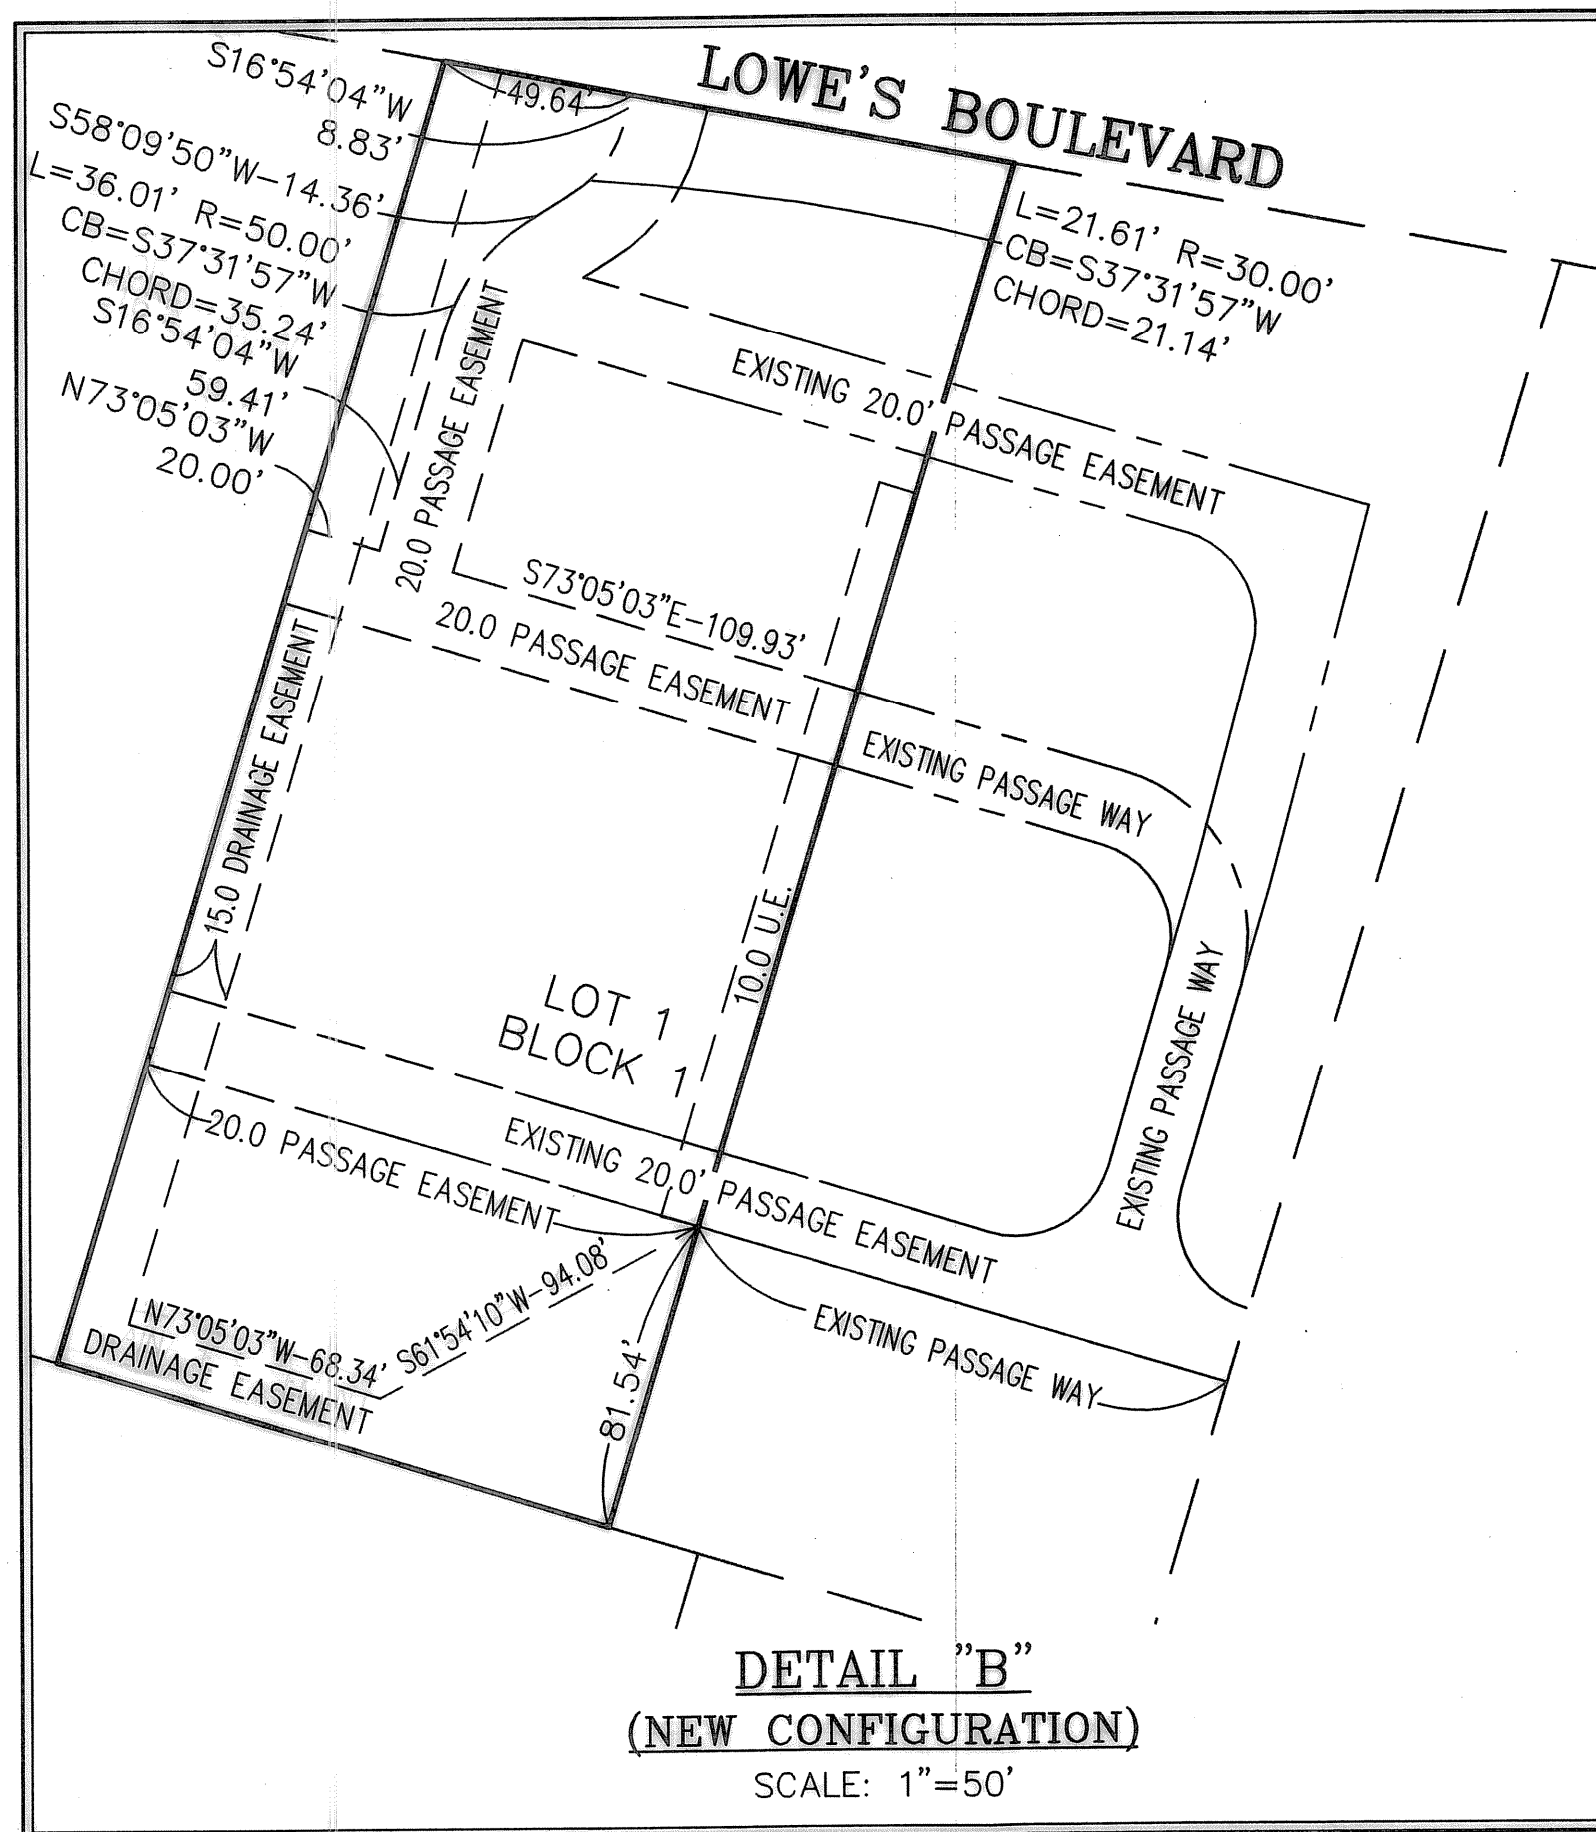 LOWE'S BOULEVARD
S16°54'04"W
8.83'
49.64'
S58°09'50"W-14.36'
L=36.01' R=50.00'
CB=S37°31'57"W
CHORD=35.24'
S16°54'04"W
59.41'
N73°05'03"W
20.00'
L=21.61' R=30.00'
CB=S37°31'57"W
CHORD=21.14'
20.0 PASSAGE EASEMENT
EXISTING 20.0' PASSAGE EASEMENT
S73°05'03"E-109.93'
20.0 PASSAGE EASEMENT
EXISTING PASSAGE WAY
15.0 DRAINAGE EASEMENT
10.0 U.E.
LOT 1
BLOCK 1
EXISTING PASSAGE WAY
EXISTING 20.0' PASSAGE EASEMENT
20.0 PASSAGE EASEMENT
N73°05'03"W-68.34'
S61°54'10"W-94.08'
DRAINAGE EASEMENT
81.54'
EXISTING PASSAGE WAY
DETAIL "B"
(NEW CONFIGURATION)
SCALE: 1"=50'